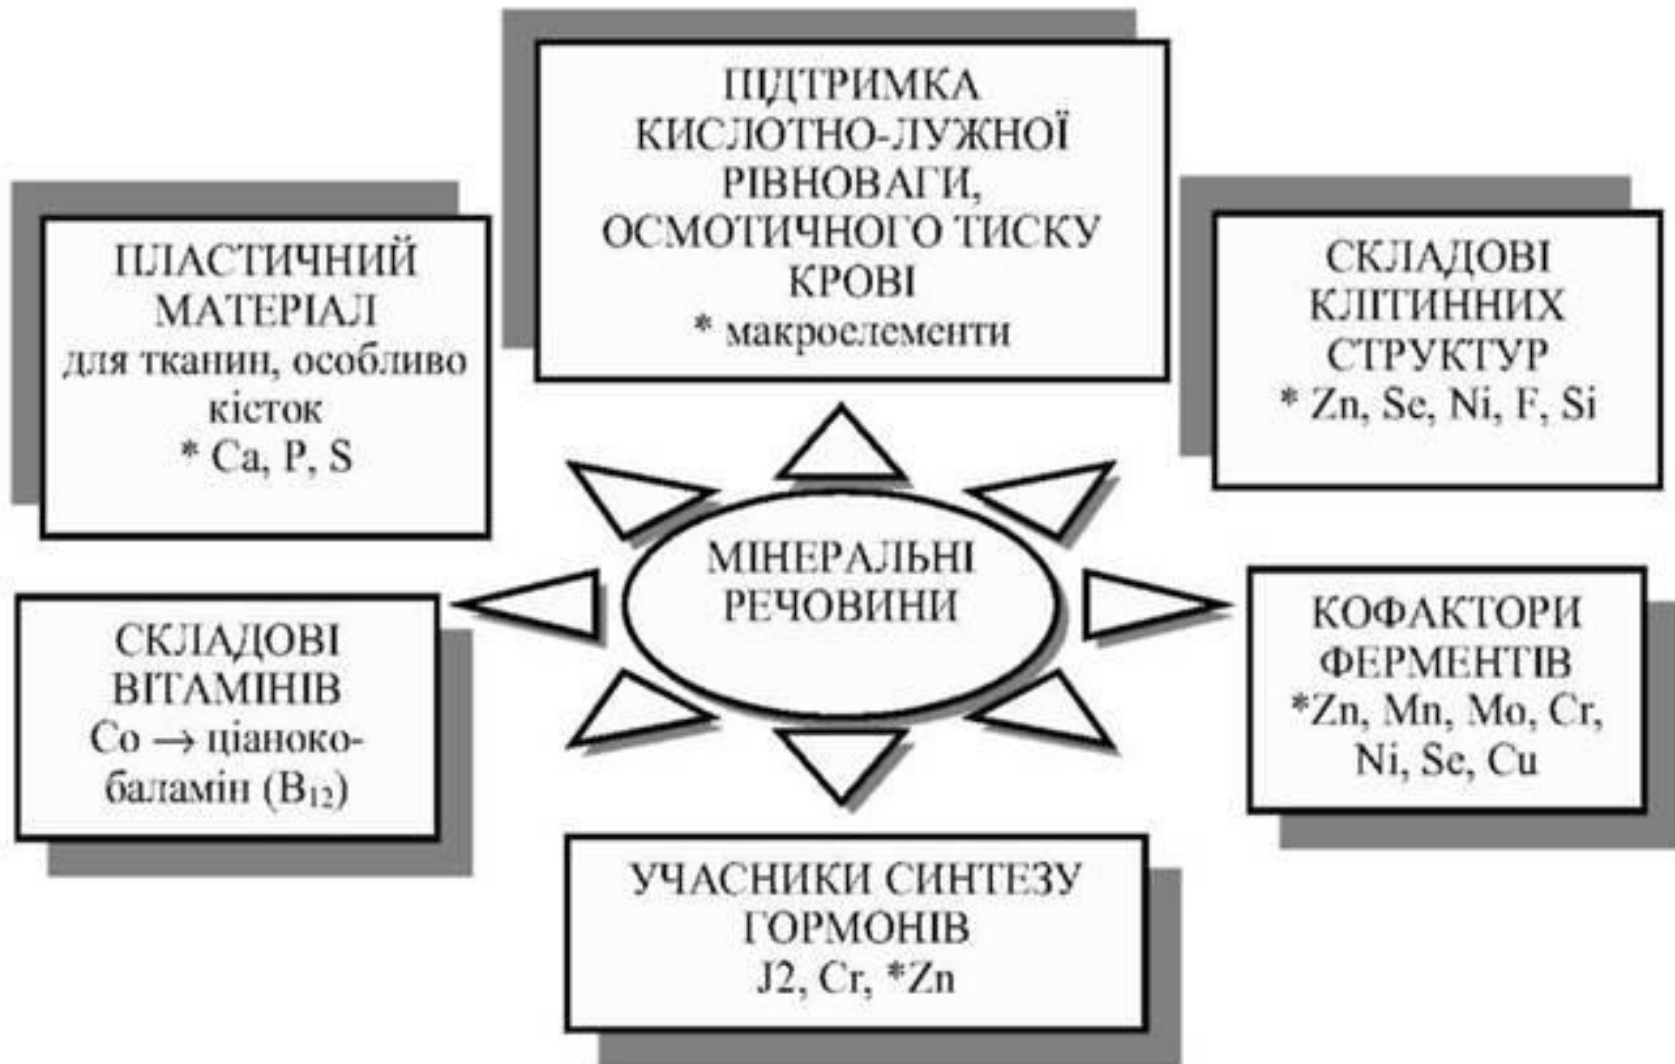 ПІДТРИМКА
КИСЛОТНО-ЛУЖНОЇ
РІВНОВАГИ,
ОСМОТИЧНОГО ТИСКУ
КРОВІ
* макроелементи
ПЛАСТИЧНИЙ
МАТЕРІАЛ
для тканин, особливо
кісток
* Ca, P, S
СКЛАДОВІ
КЛІТИННИХ
СТРУКТУР
* Zn, Se, Ni, F, Si
МІНЕРАЛЬНІ
РЕЧОВИНИ
СКЛАДОВІ
ВІТАМІНІВ
Co → ціаноко-
баламін (B₁₂)
КОФАКТОРИ
ФЕРМЕНТІВ
*Zn, Mn, Mo, Cr,
Ni, Se, Cu
УЧАСНИКИ СИНТЕЗУ
ГОРМОНІВ
J2, Cr, *Zn